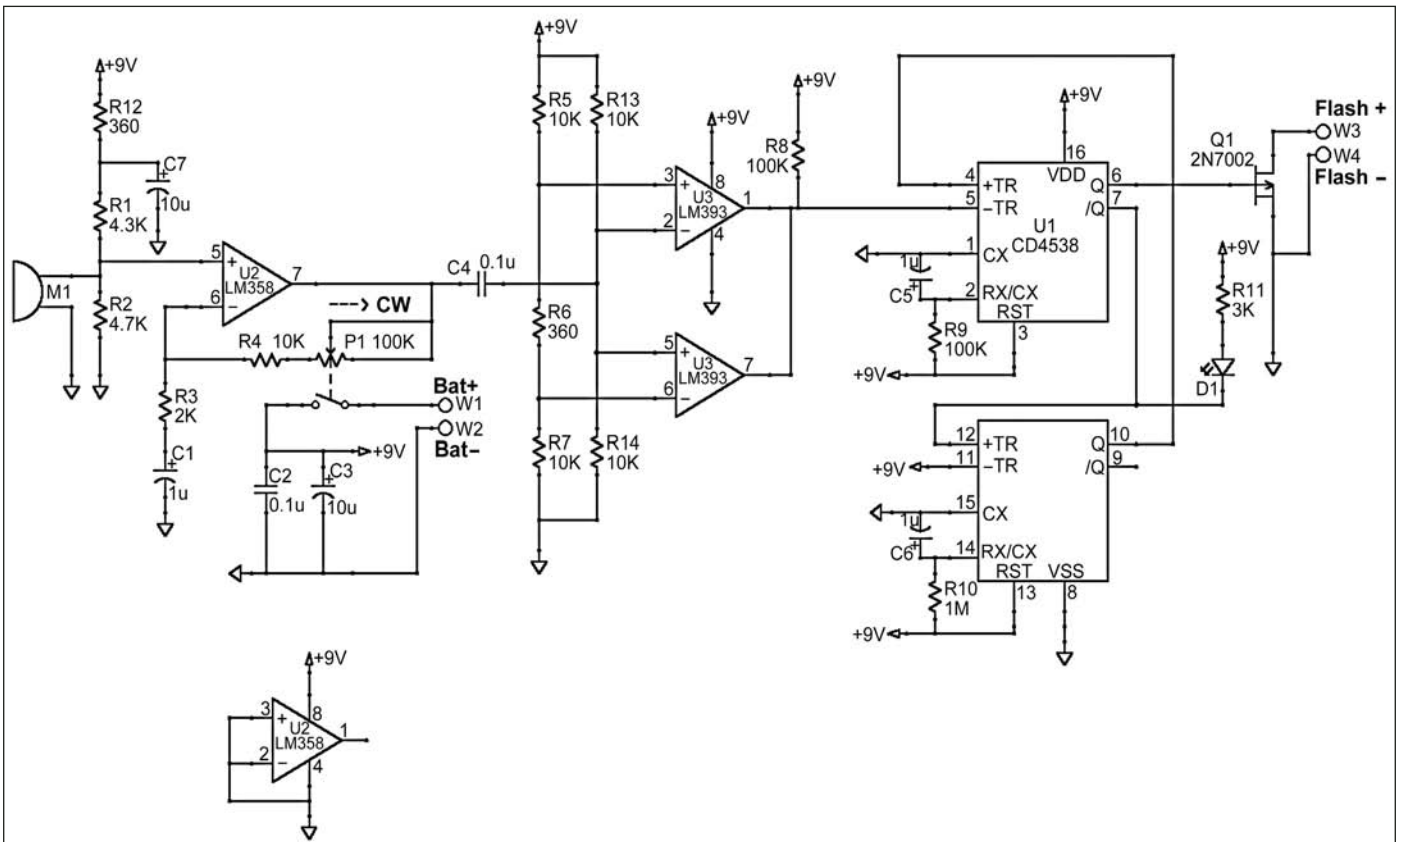 +9V
R12
360
C7
+
10u
R1
4.3K
M1
R2
4.7K
5
+
U2
LM358
7
6
−
R4 10K
---> CW
P1 100K
R3
2K
C1
+
1u
Bat+
W1
W2
Bat−
+9V
C2
0.1u
C3
+
10u
C4 0.1u
+9V
R5
10K
R13
10K
R6
360
R7
10K
R14
10K
+9V
3
+
8
U3
LM393
1
2
−
4
5
+
U3
LM393
7
6
−
+9V
R8
100K
+9V
16
VDD
4
+TR
Q
6
5
−TR
/Q
7
U1
CD4538
1
CX
1u
C5
+
2
RX/CX
RST
3
R9
100K
+9V
Q1
2N7002
Flash +
W3
W4
Flash −
+9V
R11
3K
D1
12
+TR
Q
10
11
−TR
/Q
9
+9V
15
CX
1u
C6
+
14
RX/CX
RST
VSS
13
8
R10
1M
+9V
+9V
3
+
8
U2
LM358
1
2
−
4